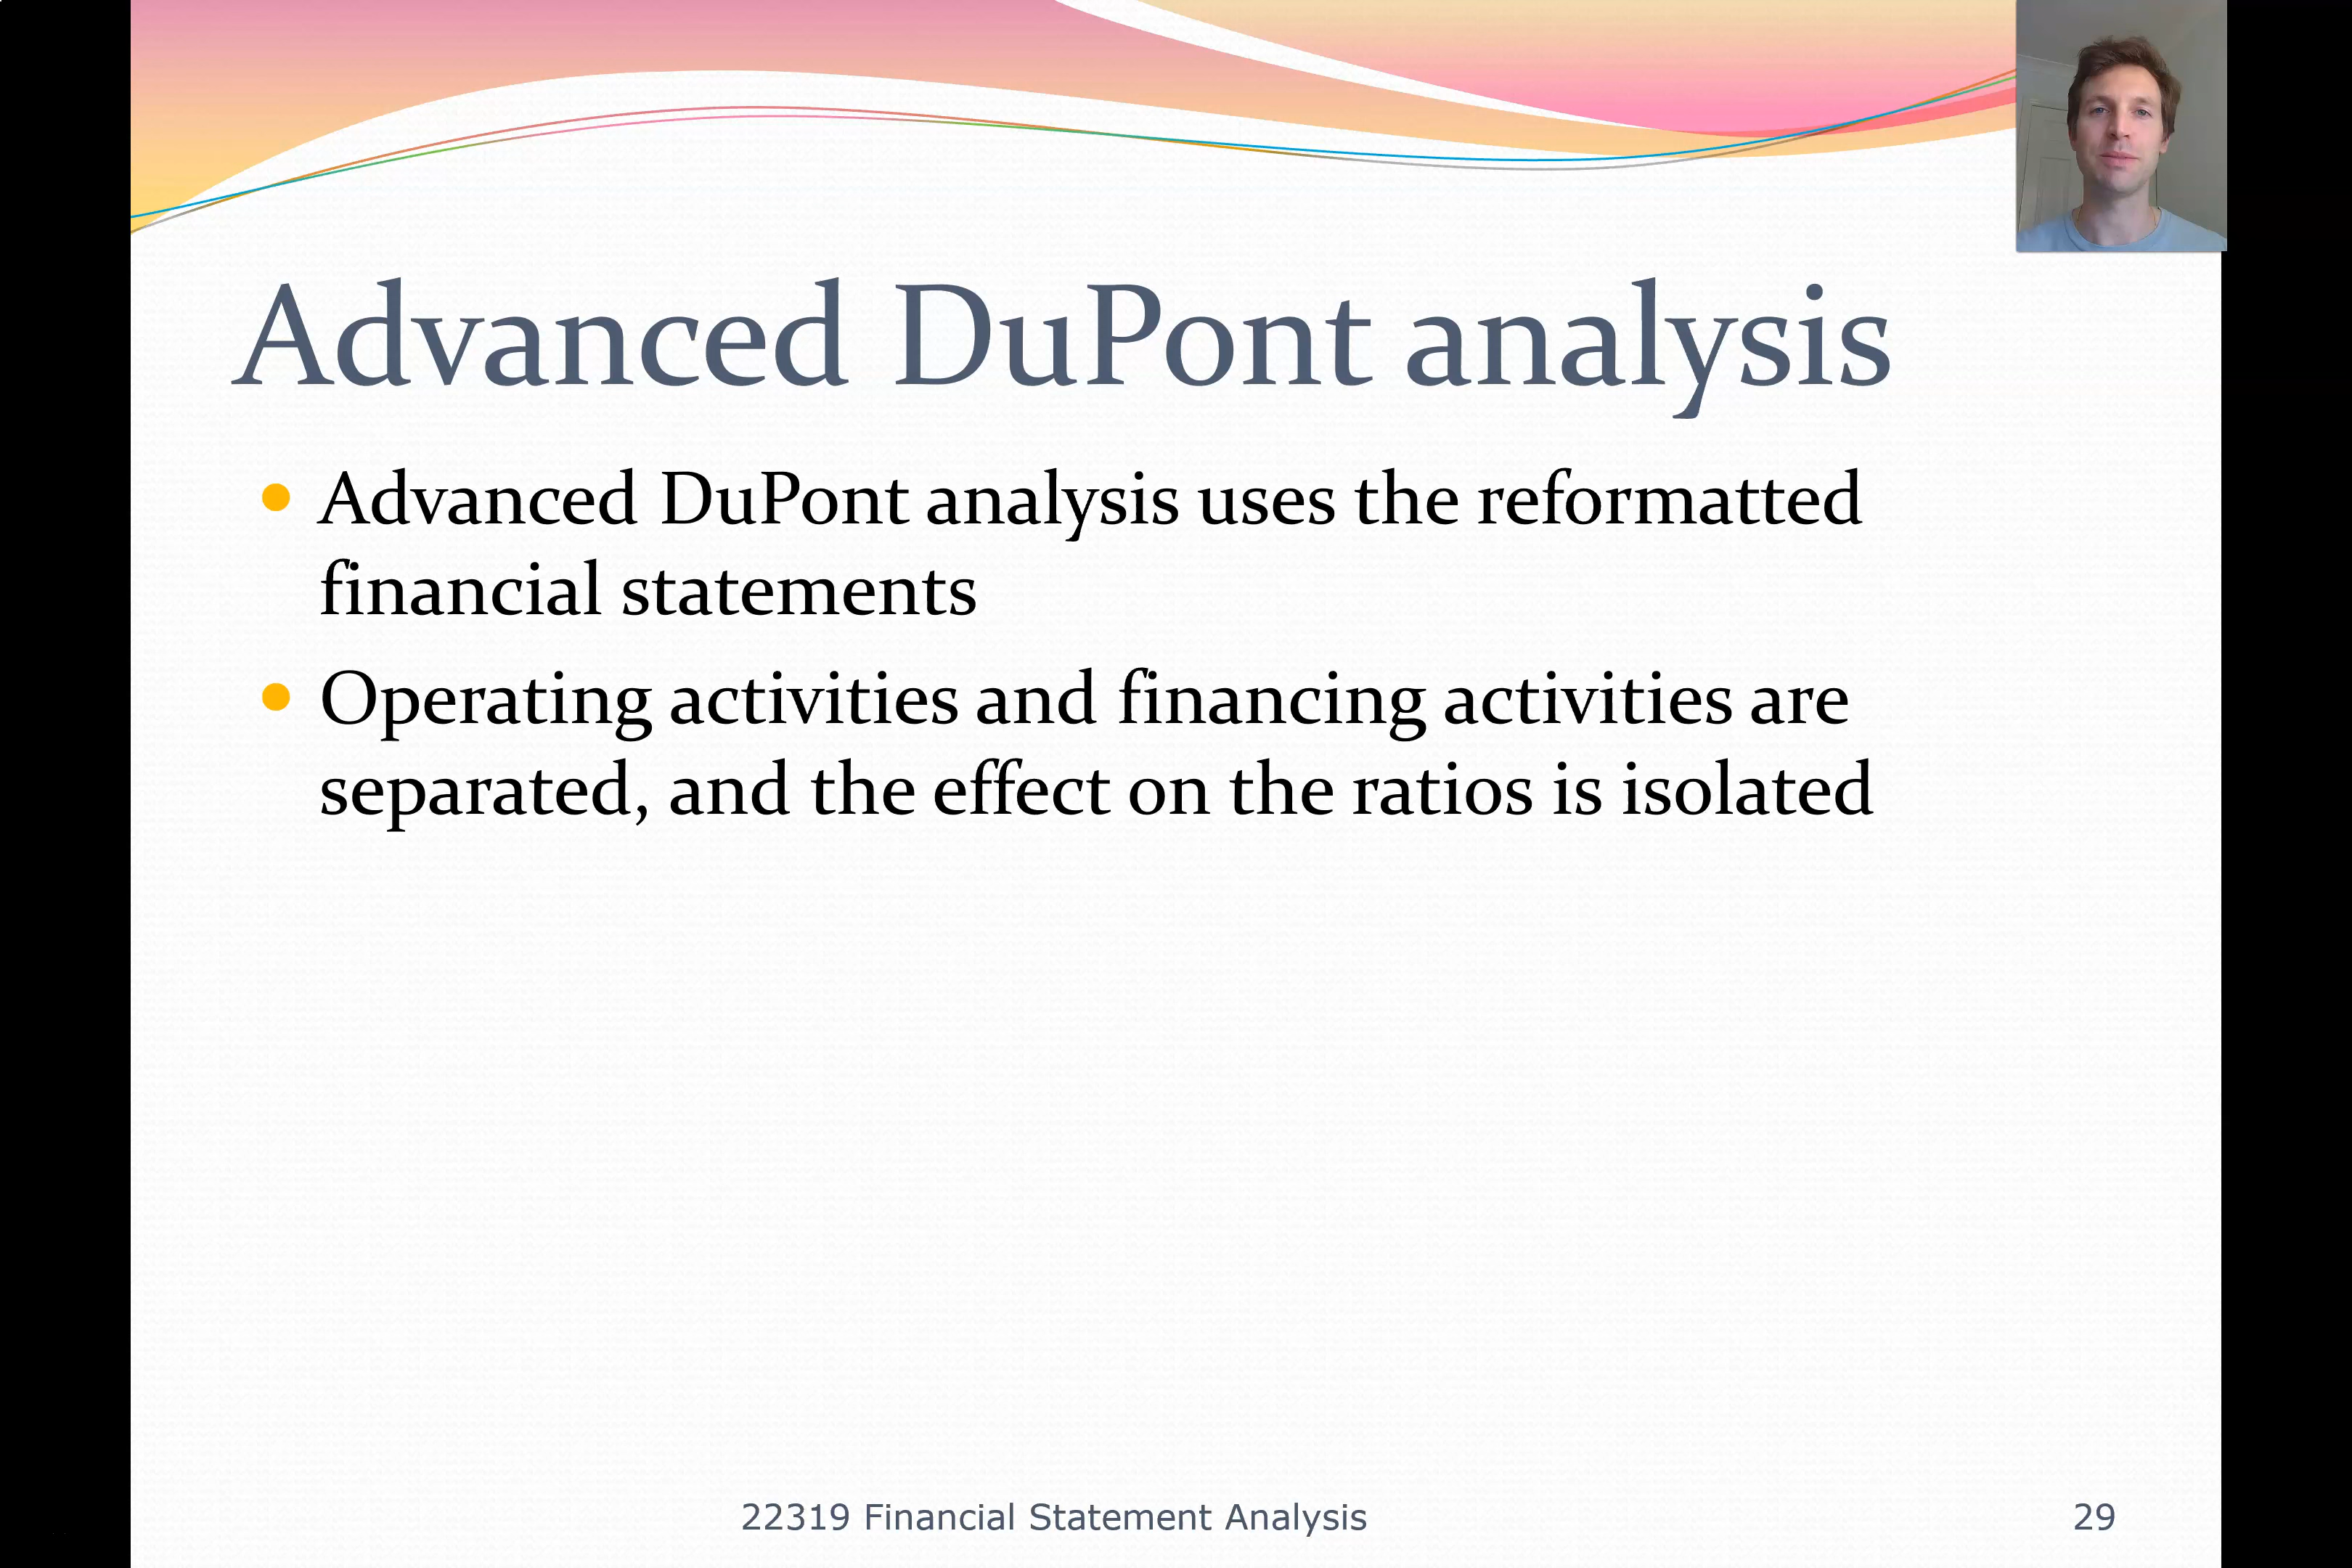 Advanced DuPont analysis
Advanced DuPont analysis uses the reformatted
financial statements
Operating activities and financing activities are
separated, and the effect on the ratios is isolated
22319 Financial Statement Analysis
29